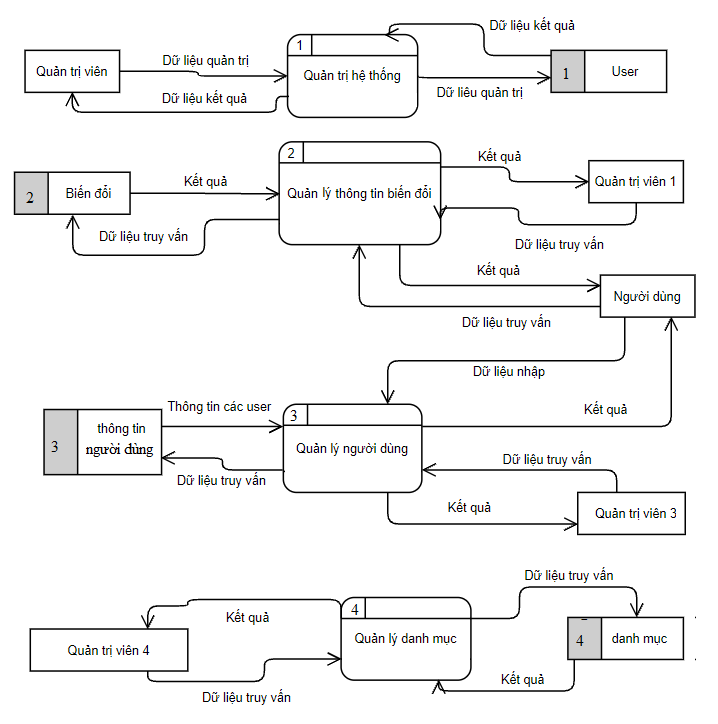 Dữ liệu kết quả
1
Quản trị viên
Dữ liệu quản trị
Quản trị hệ thống
1
User
Dữ liệu kết quả
Dữ liêu quản trị
2
Kết quả
2
Biến đổi
Kết quả
Quản lý thông tin biến đổi
Quản trị viên 1
Dữ liệu truy vấn
Dữ liệu truy vấn
Kết quả
Người dùng
Dữ liệu truy vấn
Dữ liệu nhập
Thông tin các user
3
Kết quả
3
thông tin
người dùng
Quản lý người dùng
Dữ liệu truy vấn
Dữ liệu truy vấn
Kết quả
Quản trị viên 3
Dữ liệu truy vấn
Kết quả
4
Quản trị viên 4
Quản lý danh mục
4
danh mục
Dữ liệu truy vấn
Kết quả